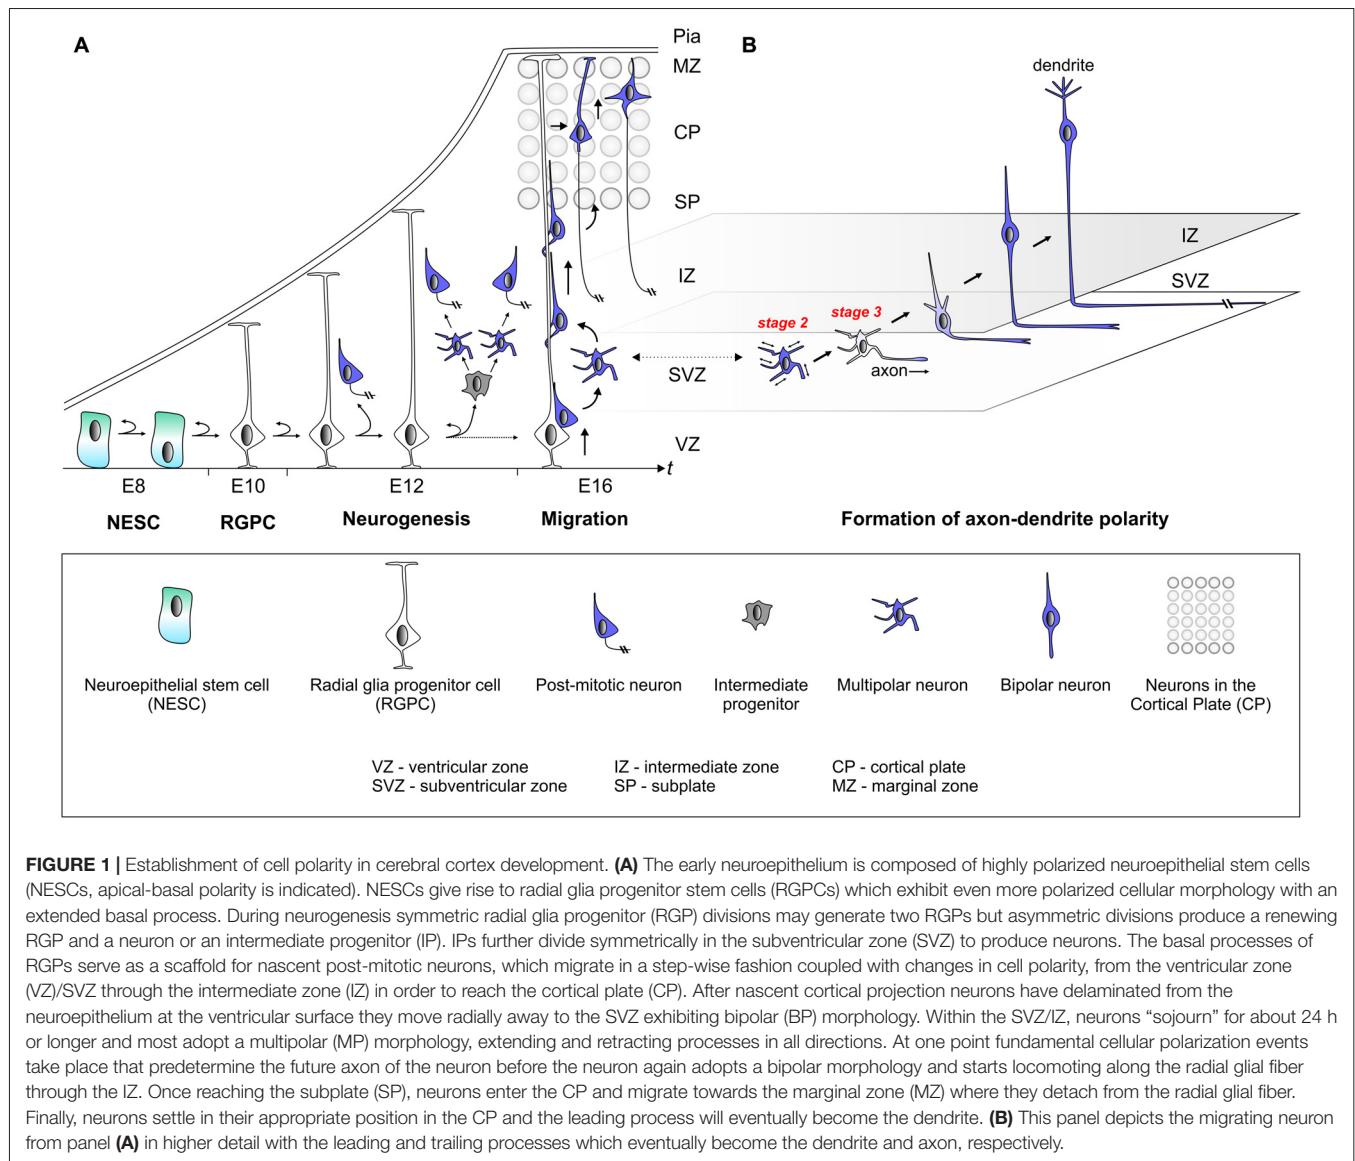 A
B
Pia
MZ
CP
SP
IZ
SVZ
VZ
dendrite
IZ
SVZ
stage 2
stage 3
axon
t
E8
E10
E12
E16
NESC
RGPC
Neurogenesis
Migration
Formation of axon-dendrite polarity
Neuroepithelial stem cell
(NESC)
Radial glia progenitor cell
(RGPC)
Post-mitotic neuron
Intermediate
progenitor
Multipolar neuron
Bipolar neuron
Neurons in the
Cortical Plate (CP)
VZ - ventricular zone
SVZ - subventricular zone
IZ - intermediate zone
SP - subplate
CP - cortical plate
MZ - marginal zone
FIGURE 1 | Establishment of cell polarity in cerebral cortex development. (A) The early neuroepithelium is composed of highly polarized neuroepithelial stem cells
(NESCs, apical-basal polarity is indicated). NESCs give rise to radial glia progenitor stem cells (RGPCs) which exhibit even more polarized cellular morphology with an
extended basal process. During neurogenesis symmetric radial glia progenitor (RGP) divisions may generate two RGPs but asymmetric divisions produce a renewing
RGP and a neuron or an intermediate progenitor (IP). IPs further divide symmetrically in the subventricular zone (SVZ) to produce neurons. The basal processes of
RGPs serve as a scaffold for nascent post-mitotic neurons, which migrate in a step-wise fashion coupled with changes in cell polarity, from the ventricular zone
(VZ)/SVZ through the intermediate zone (IZ) in order to reach the cortical plate (CP). After nascent cortical projection neurons have delaminated from the
neuroepithelium at the ventricular surface they move radially away to the SVZ exhibiting bipolar (BP) morphology. Within the SVZ/IZ, neurons “sojourn” for about 24 h
or longer and most adopt a multipolar (MP) morphology, extending and retracting processes in all directions. At one point fundamental cellular polarization events
take place that predetermine the future axon of the neuron before the neuron again adopts a bipolar morphology and starts locomoting along the radial glial fiber
through the IZ. Once reaching the subplate (SP), neurons enter the CP and migrate towards the marginal zone (MZ) where they detach from the radial glial fiber.
Finally, neurons settle in their appropriate position in the CP and the leading process will eventually become the dendrite. (B) This panel depicts the migrating neuron
from panel (A) in higher detail with the leading and trailing processes which eventually become the dendrite and axon, respectively.